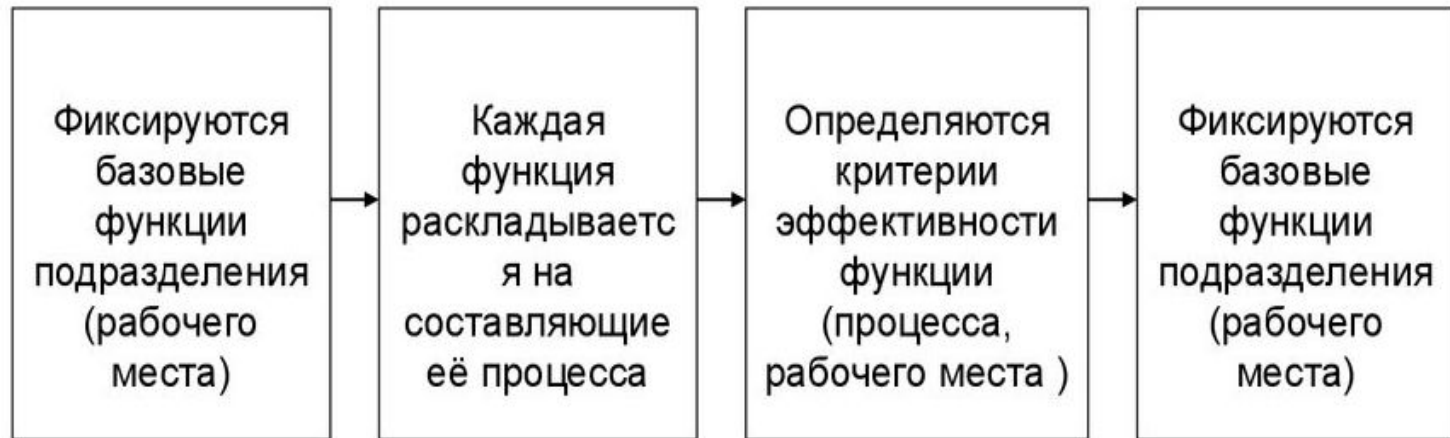 Фиксируются
базовые
функции
подразделения
(рабочего
места)
Каждая
функция
раскладываетс
я на
составляющие
её процесса
Определяются
критерии
эффективности
функции
(процесса,
рабочего места )
Фиксируются
базовые
функции
подразделения
(рабочего
места)